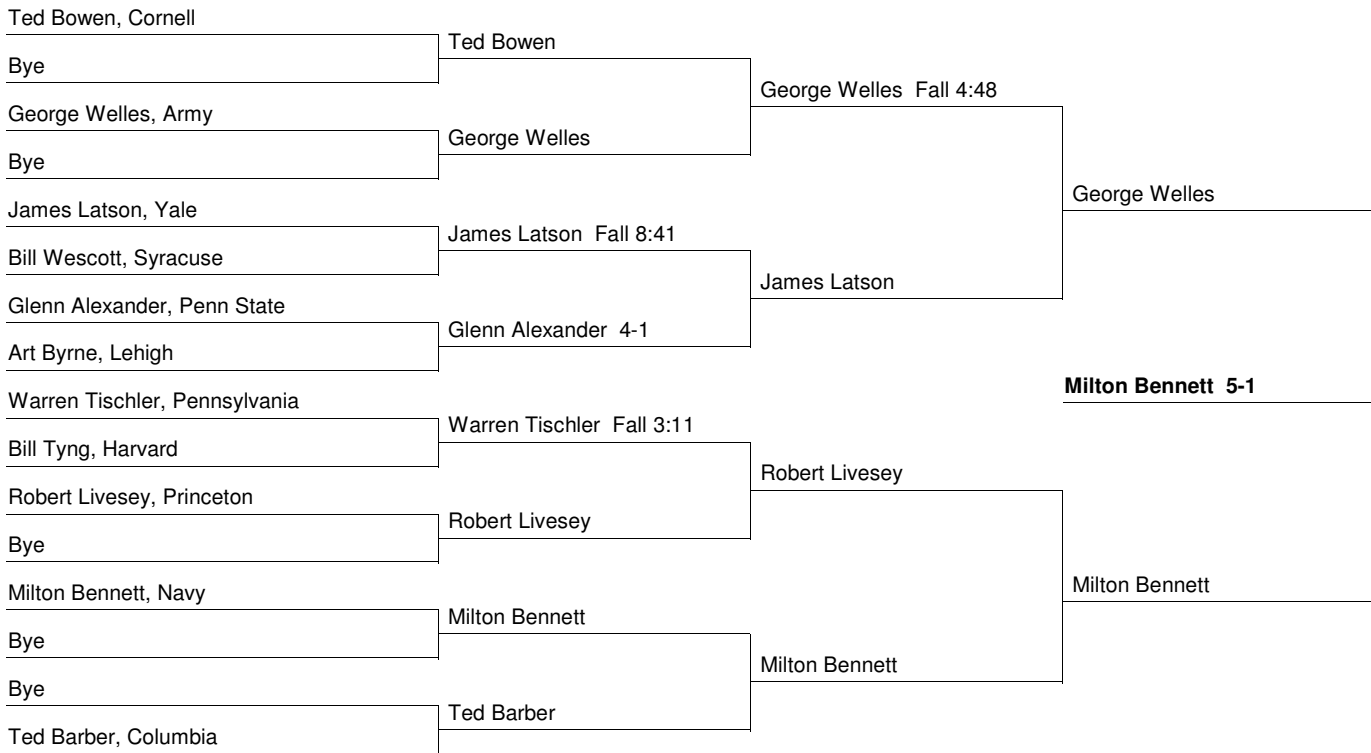 Ted Bowen, Cornell
Bye
George Welles, Army
Bye
James Latson, Yale
Bill Wescott, Syracuse
Glenn Alexander, Penn State
Art Byrne, Lehigh
Warren Tischler, Pennsylvania
Bill Tyng, Harvard
Robert Livesey, Princeton
Bye
Milton Bennett, Navy
Bye
Bye
Ted Barber, Columbia
Ted Bowen
George Welles
James Latson Fall 8:41
Glenn Alexander 4-1
Warren Tischler Fall 3:11
Robert Livesey
Milton Bennett
Ted Barber
George Welles Fall 4:48
James Latson
Robert Livesey
Milton Bennett
George Welles
Milton Bennett 5-1
Milton Bennett